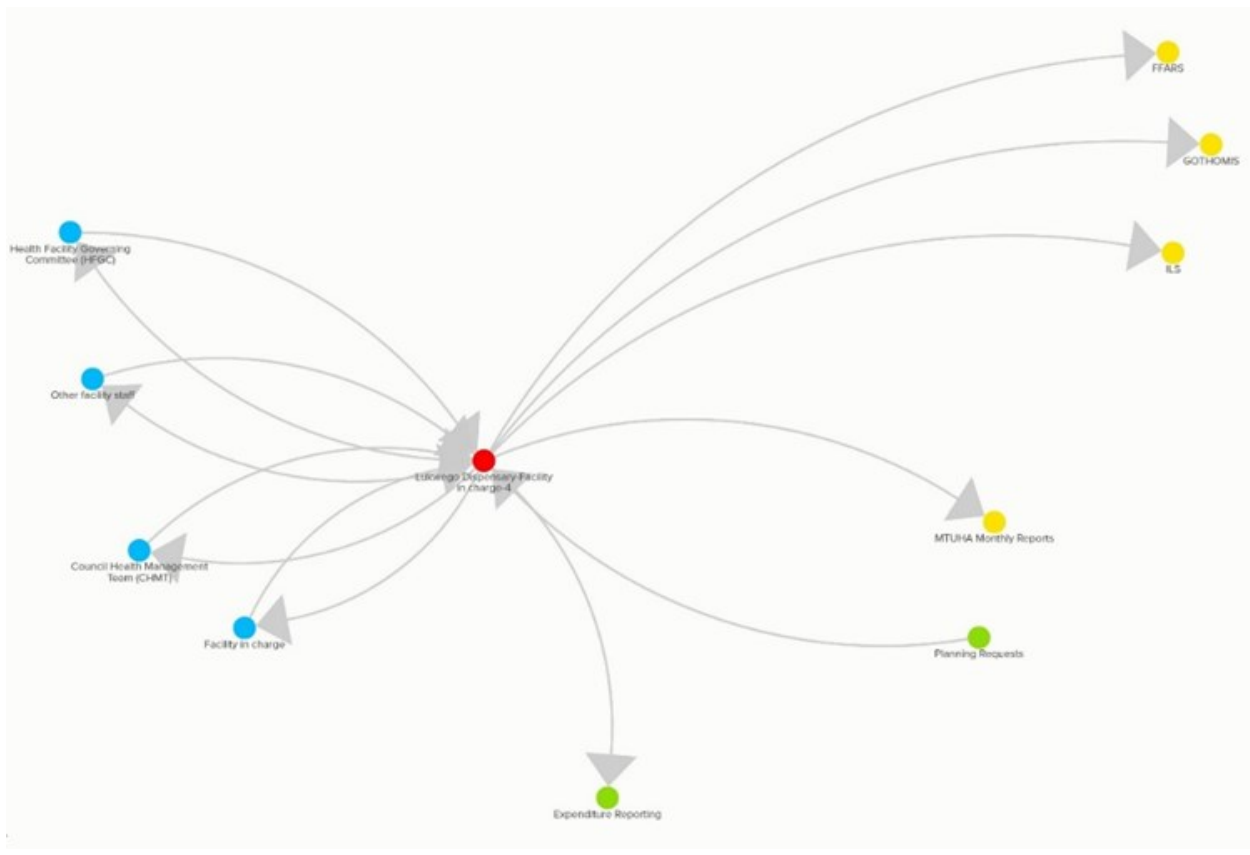 FFARS
GOTHOMIS
Health Facility Governing
Committee (HFGC)
ILS
Other facility staff
Dispensary-Facility
in charge-4
MTUHA Monthly Reports
Council Health Management
Team (CHMT)
Facility in charge
Planning Requests
Expenditure Reporting